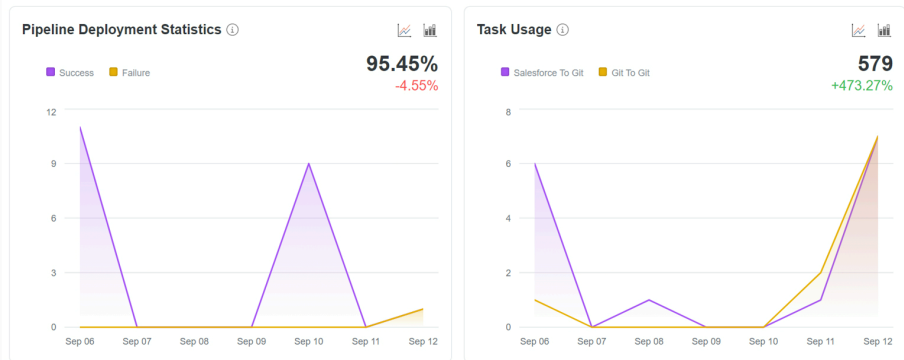 Pipeline Deployment Statistics
Success
Failure
95.45%
-4.55%
12
9
6
3
0
Sep 06 Sep 07 Sep 08 Sep 09 Sep 10 Sep 11 Sep 12
Task Usage
Salesforce To Git
Git To Git
579
+473.27%
8
6
4
2
0
Sep 06 Sep 07 Sep 08 Sep 09 Sep 10 Sep 11 Sep 12